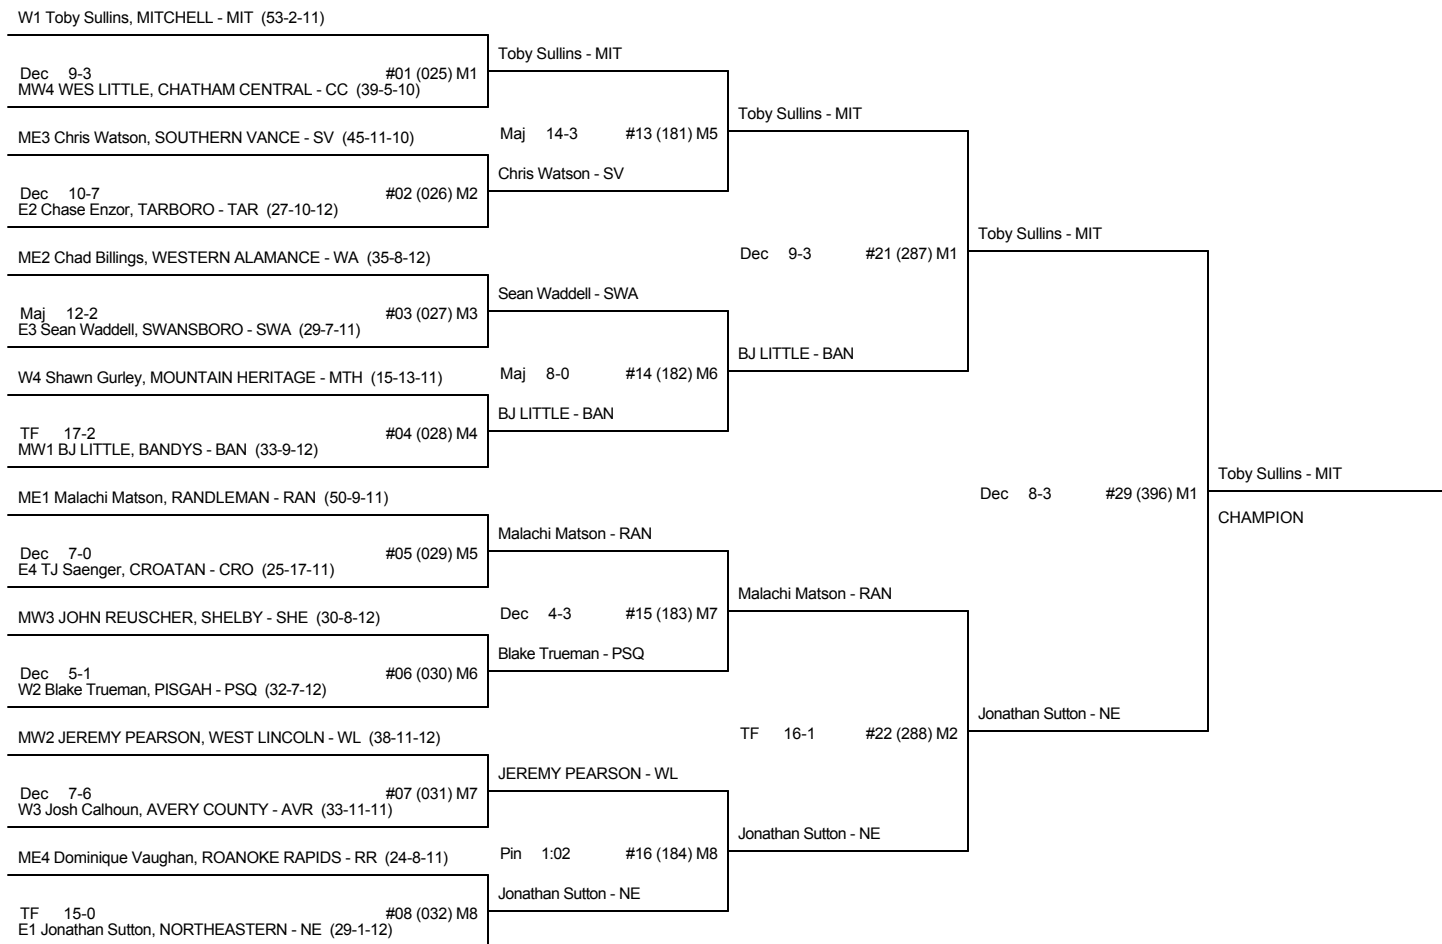 W1 Toby Sullins, MITCHELL - MIT (53-2-11)
Toby Sullins - MIT
Dec 9-3 #01 (025) M1
MW4 WES LITTLE, CHATHAM CENTRAL - CC (39-5-10)
Toby Sullins - MIT
ME3 Chris Watson, SOUTHERN VANCE - SV (45-11-10)
Maj 14-3 #13 (181) M5
Chris Watson - SV
Dec 10-7 #02 (026) M2
E2 Chase Enzor, TARBORO - TAR (27-10-12)
Toby Sullins - MIT
ME2 Chad Billings, WESTERN ALAMANCE - WA (35-8-12)
Dec 9-3 #21 (287) M1
Sean Waddell - SWA
Maj 12-2 #03 (027) M3
E3 Sean Waddell, SWANSBORO - SWA (29-7-11)
BJ LITTLE - BAN
W4 Shawn Gurley, MOUNTAIN HERITAGE - MTH (15-13-11)
Maj 8-0 #14 (182) M6
BJ LITTLE - BAN
TF 17-2 #04 (028) M4
MW1 BJ LITTLE, BANDYS - BAN (33-9-12)
Toby Sullins - MIT
ME1 Malachi Matson, RANDLEMAN - RAN (50-9-11)
Dec 8-3 #29 (396) M1
CHAMPION
Malachi Matson - RAN
Dec 7-0 #05 (029) M5
E4 TJ Saenger, CROATAN - CRO (25-17-11)
Malachi Matson - RAN
MW3 JOHN REUSCHER, SHELBY - SHE (30-8-12)
Dec 4-3 #15 (183) M7
Blake Trueman - PSQ
Dec 5-1 #06 (030) M6
W2 Blake Trueman, PISGAH - PSQ (32-7-12)
Jonathan Sutton - NE
MW2 JEREMY PEARSON, WEST LINCOLN - WL (38-11-12)
TF 16-1 #22 (288) M2
JEREMY PEARSON - WL
Dec 7-6 #07 (031) M7
W3 Josh Calhoun, AVERY COUNTY - AVR (33-11-11)
Jonathan Sutton - NE
ME4 Dominique Vaughan, ROANOKE RAPIDS - RR (24-8-11)
Pin 1:02 #16 (184) M8
Jonathan Sutton - NE
TF 15-0 #08 (032) M8
E1 Jonathan Sutton, NORTHEASTERN - NE (29-1-12)